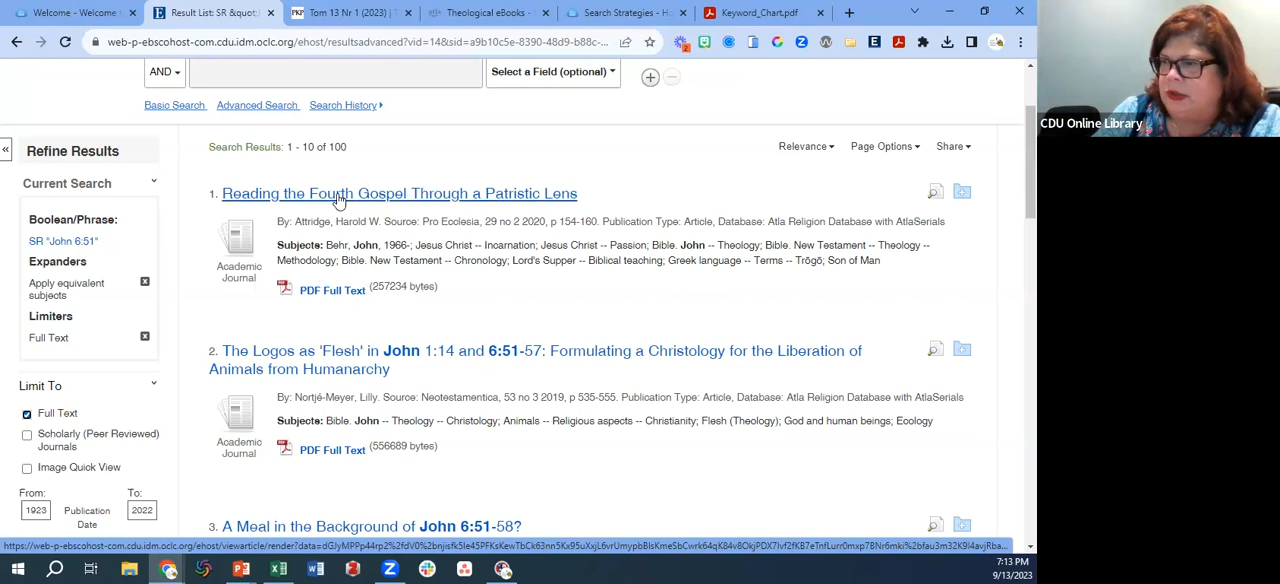 Welcome - Welcome
Result List: SR &quot;
Tom 13 Nr 1 (2023) | T
Theological eBooks -
Search Strategies - Ho
Keyword_Chart.pdf
web-p-ebscohost-com.cdu.idm.oclc.org/ehost/resultsadvanced?vid=14&sid=a9b10c5e-8390-48d9-b88c-...
AND
Select a Field (optional)
Basic Search
Advanced Search
Search History
Refine Results
Current Search
Boolean/Phrase:
SR "John 6:51"
Expanders
Apply equivalent
subjects
Limiters
Full Text
Limit To
Full Text
Scholarly (Peer Reviewed)
Journals
Image Quick View
From:
To:
1923
Publication
Date
2022
Search Results: 1 - 10 of 100
Relevance
Page Options
Share
1. Reading the Fourth Gospel Through a Patristic Lens
By: Attridge, Harold W. Source: Pro Ecclesia, 29 no 2 2020, p 154-160. Publication Type: Article, Database: Atla Religion Database with AtlaSerials
Subjects: Behr, John, 1966-; Jesus Christ -- Incarnation; Jesus Christ -- Passion; Bible. John -- Theology; Bible. New Testament -- Theology --
Methodology; Bible. New Testament -- Chronology; Lord's Supper -- Biblical teaching; Greek language -- Terms -- Trōgō; Son of Man
Academic
Journal
PDF Full Text (257234 bytes)
2. The Logos as 'Flesh' in John 1:14 and 6:51-57: Formulating a Christology for the Liberation of
Animals from Humanarchy
By: Nortjé-Meyer, Lilly. Source: Neotestamentica, 53 no 3 2019, p 535-555. Publication Type: Article, Database: Atla Religion Database with AtlaSerials
Subjects: Bible. John -- Theology -- Christology; Animals -- Religious aspects -- Christianity; Flesh (Theology); God and human beings; Ecology
Academic
Journal
PDF Full Text (556689 bytes)
3. A Meal in the Background of John 6:51-58?
7:13 PM
9/13/2023
CDU Online Library